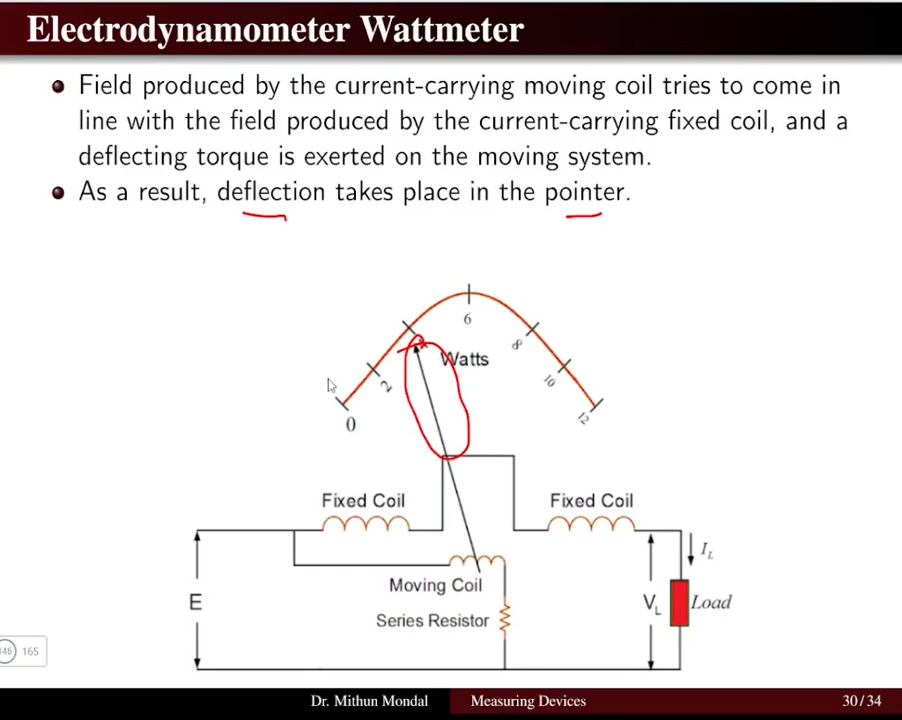 Electrodynamometer Wattmeter
Field produced by the current-carrying moving coil tries to come in
line with the field produced by the current-carrying fixed coil, and a
deflecting torque is exerted on the moving system.
As a result, deflection takes place in the pointer.
6
Watts
8
2
10
12
0
Fixed Coil
Fixed Coil
I_L
Moving Coil
E
V_L
Load
Series Resistor
146 165
Dr. Mithun Mondal
Measuring Devices
30/34